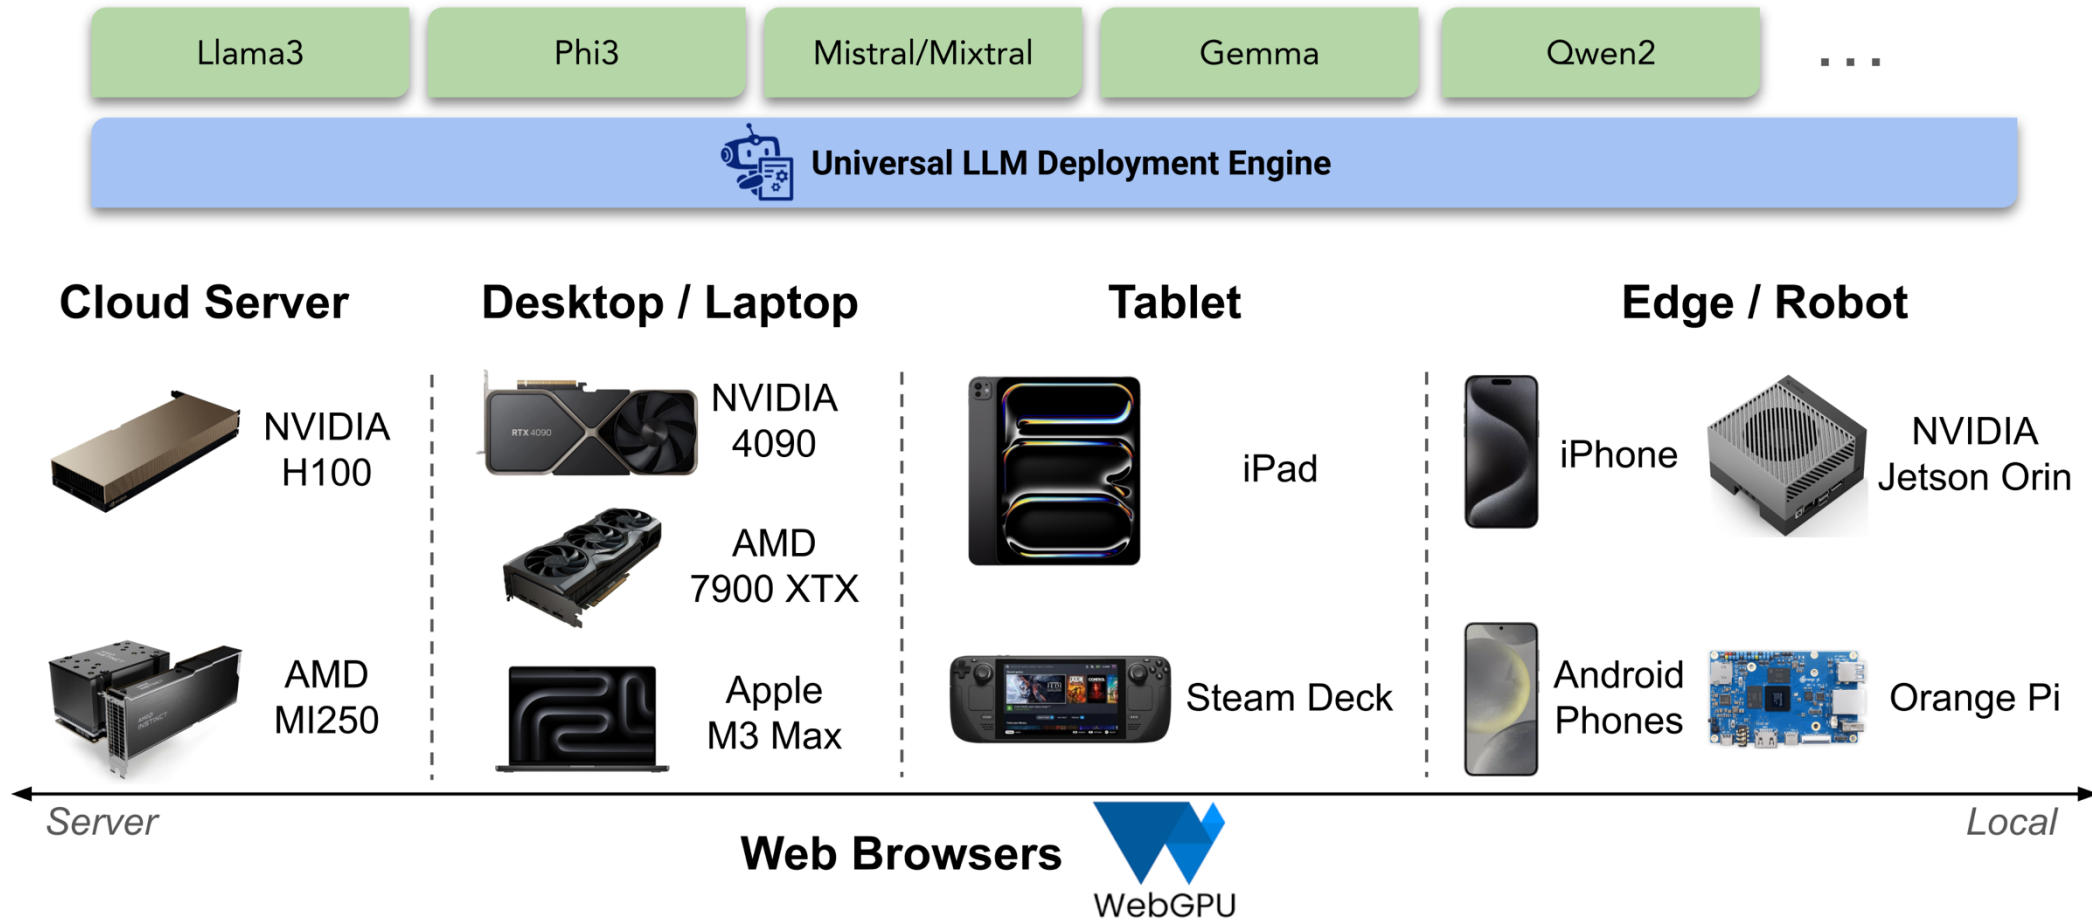 Llama3
Phi3
Mistral/Mixtral
Gemma
Qwen2
...
Universal LLM Deployment Engine
Cloud Server
Desktop / Laptop
Tablet
Edge / Robot
NVIDIA
H100
AMD
MI250
RTX 4090
NVIDIA
4090
AMD
7900 XTX
Apple
M3 Max
iPad
Steam Deck
iPhone
NVIDIA
Jetson Orin
Android
Phones
Orange Pi
Server
Local
Web Browsers
WebGPU